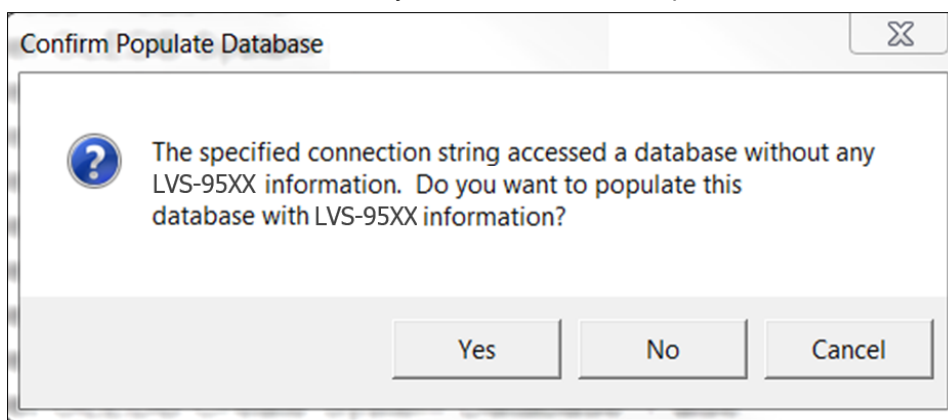 Confirm Populate Database
The specified connection string accessed a database without any
LVS-95XX information. Do you want to populate this
database with LVS-95XX information?
Yes No Cancel